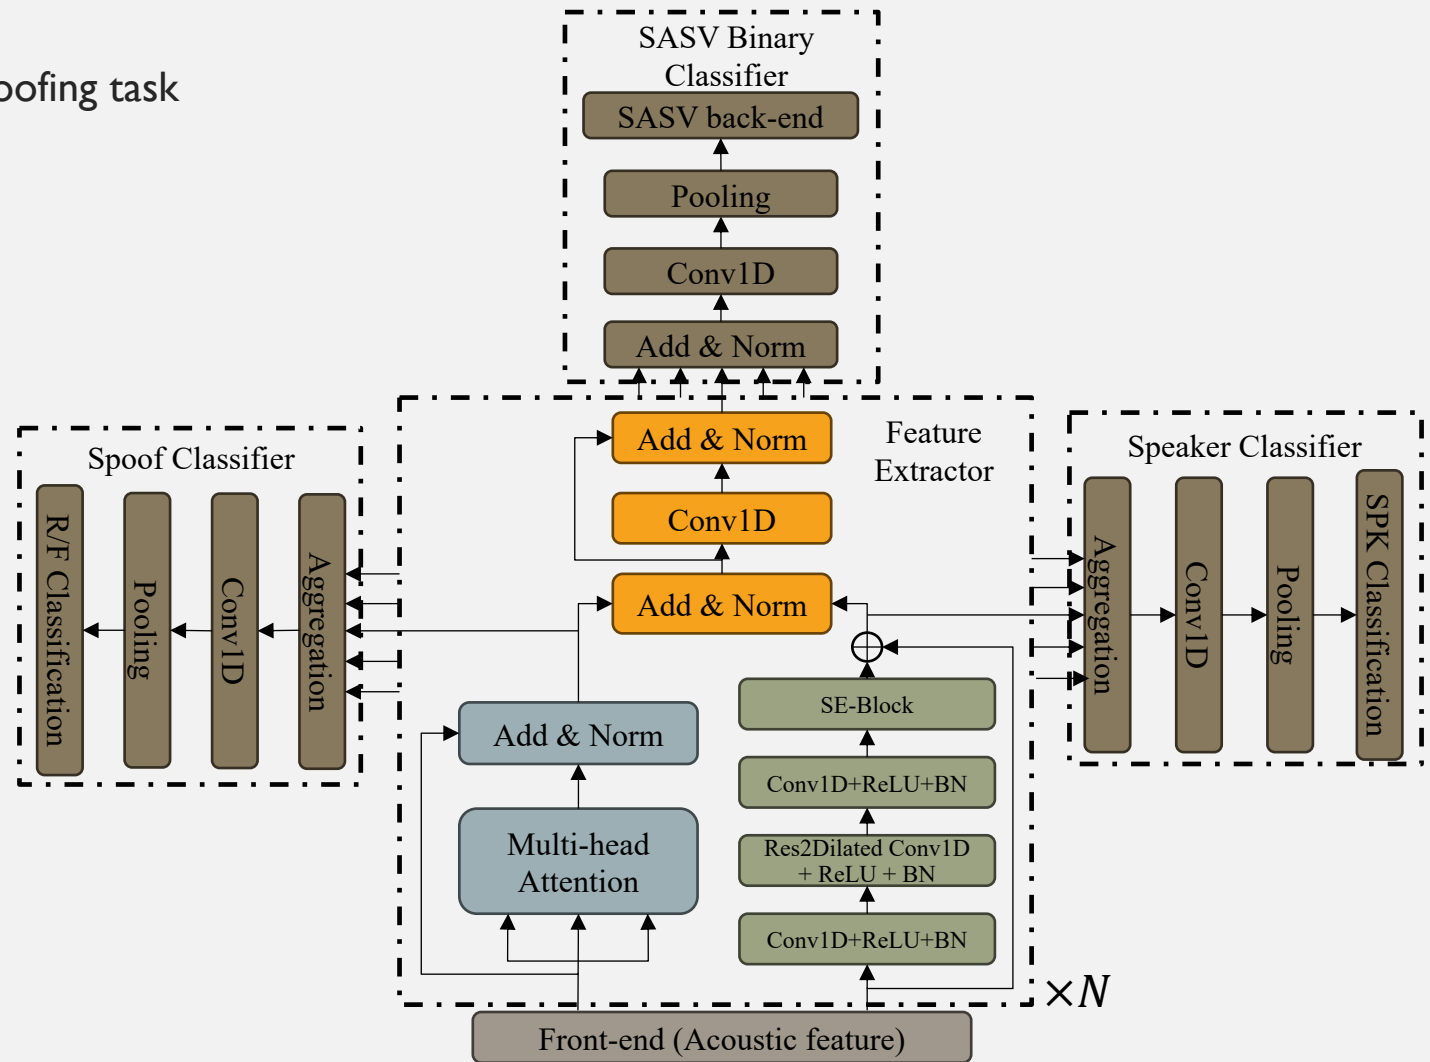 oofing task
SASV Binary
Classifier
SASV back-end
Pooling
Conv1D
Add & Norm
Feature
Extractor
Add & Norm
Conv1D
Add & Norm
Spoof Classifier
R/F Classification
Pooling
Conv1D
Aggregation
Speaker Classifier
Aggregation
Conv1D
Pooling
SPK Classification
Add & Norm
Multi-head
Attention
SE-Block
Conv1D+ReLU+BN
Res2Dilated Conv1D
+ ReLU + BN
Conv1D+ReLU+BN
×N
Front-end (Acoustic feature)